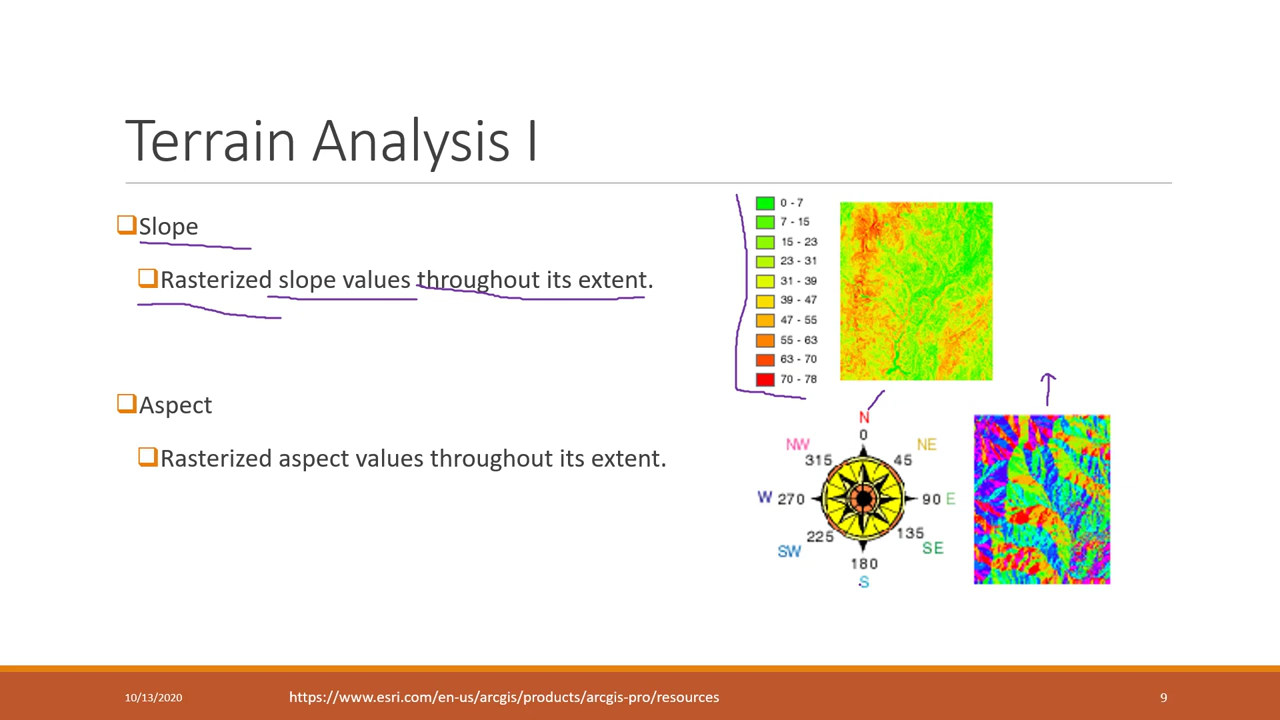 Terrain Analysis I
Slope
Rasterized slope values throughout its extent.
Aspect
Rasterized aspect values throughout its extent.
0 - 7
7 - 15
15 - 23
23 - 31
31 - 39
39 - 47
47 - 55
55 - 63
63 - 70
70 - 78
N
0
NW
NE
315
45
W 270
90 E
225
135
SW
SE
180
S
10/13/2020
https://www.esri.com/en-us/arcgis/products/arcgis-pro/resources
9